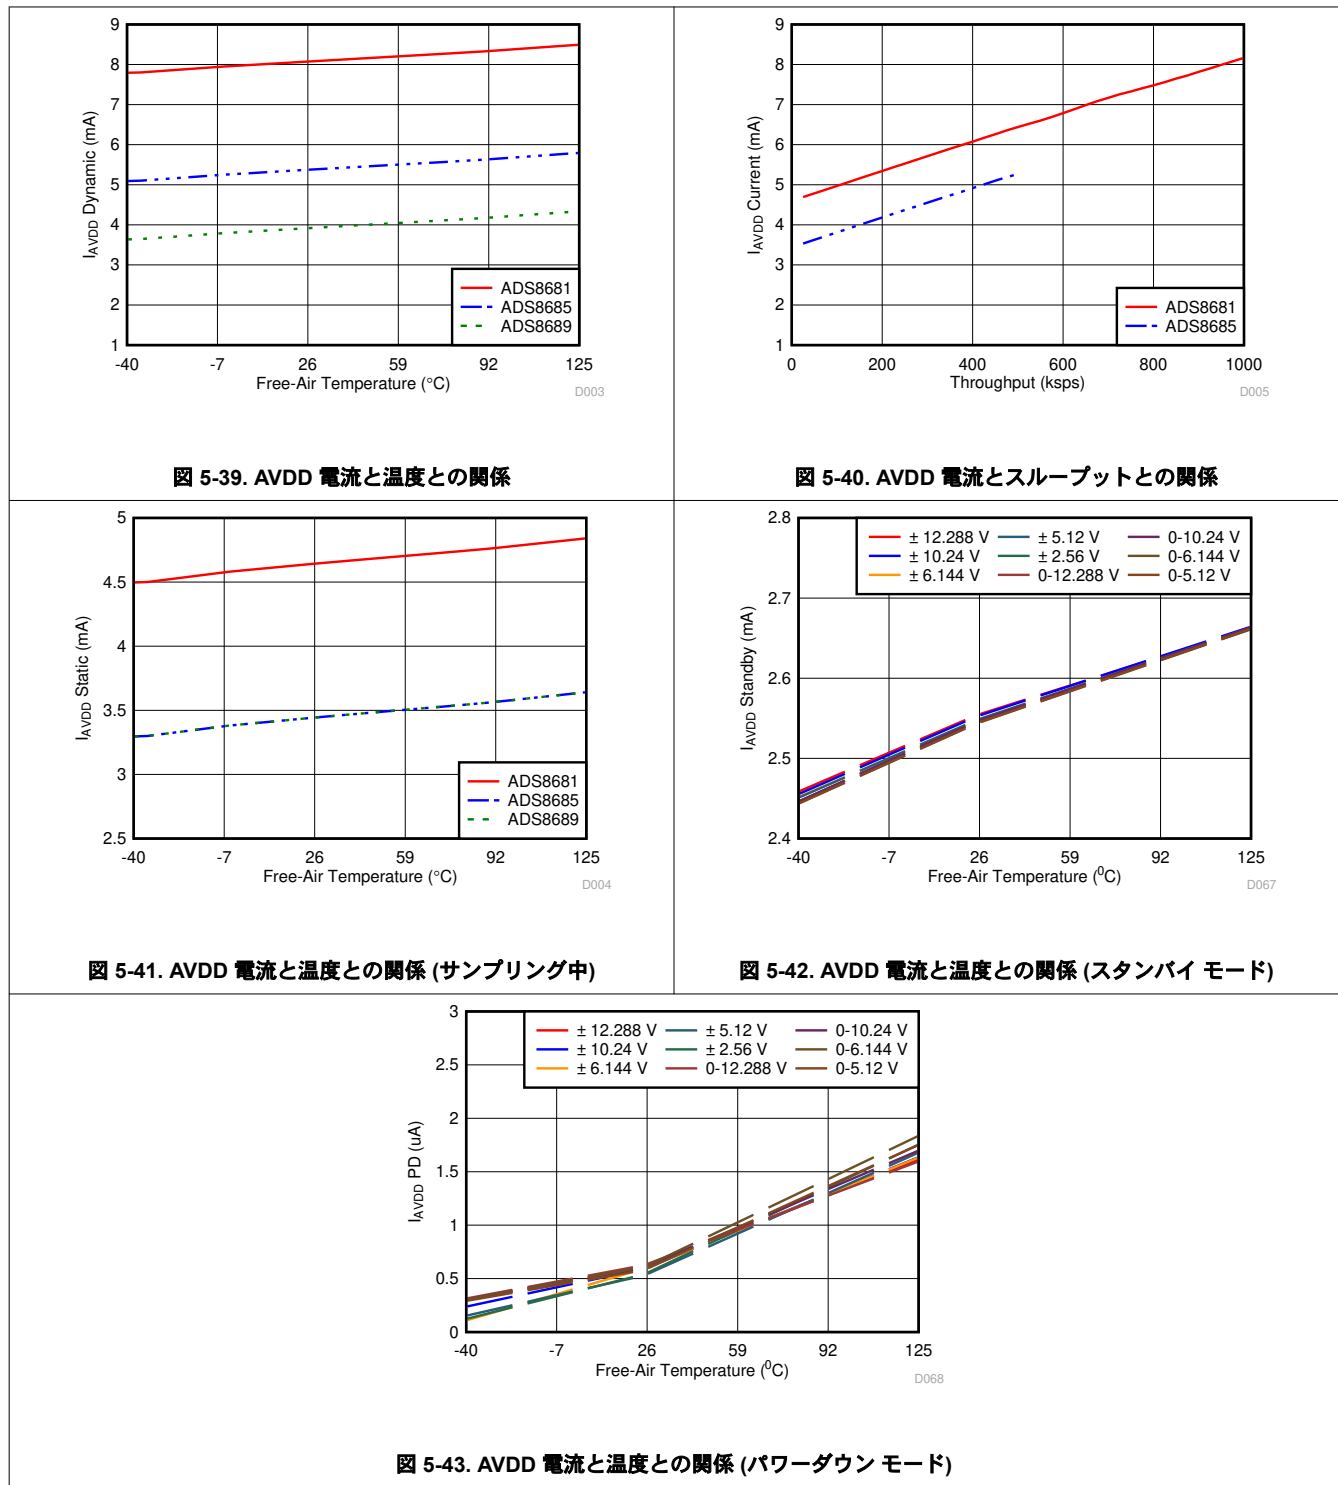 9
8
7
6
5
4
3
2
1
I_AVDD Dynamic (mA)
ADS8681
ADS8685
ADS8689
-40 -7 26 59 92 125
Free-Air Temperature (°C)
D003
図 5-39. AVDD 電流と温度との関係
9
8
7
6
5
4
3
2
1
I_AVDD Current (mA)
ADS8681
ADS8685
0 200 400 600 800 1000
Throughput (ksps)
D005
図 5-40. AVDD 電流とスループットとの関係
5
4.5
4
3.5
3
2.5
I_AVDD Static (mA)
ADS8681
ADS8685
ADS8689
-40 -7 26 59 92 125
Free-Air Temperature (°C)
D004
図 5-41. AVDD 電流と温度との関係 (サンプリング中)
2.8
2.7
2.6
2.5
2.4
I_AVDD Standby (mA)
± 12.288 V ± 5.12 V 0-10.24 V
± 10.24 V ± 2.56 V 0-6.144 V
± 6.144 V 0-12.288 V 0-5.12 V
-40 -7 26 59 92 125
Free-Air Temperature (⁰C)
D067
図 5-42. AVDD 電流と温度との関係 (スタンバイ モード)
3
2.5
2
1.5
1
0.5
0
I_AVDD PD (uA)
± 12.288 V ± 5.12 V 0-10.24 V
± 10.24 V ± 2.56 V 0-6.144 V
± 6.144 V 0-12.288 V 0-5.12 V
-40 -7 26 59 92 125
Free-Air Temperature (⁰C)
D068
図 5-43. AVDD 電流と温度との関係 (パワーダウン モード)